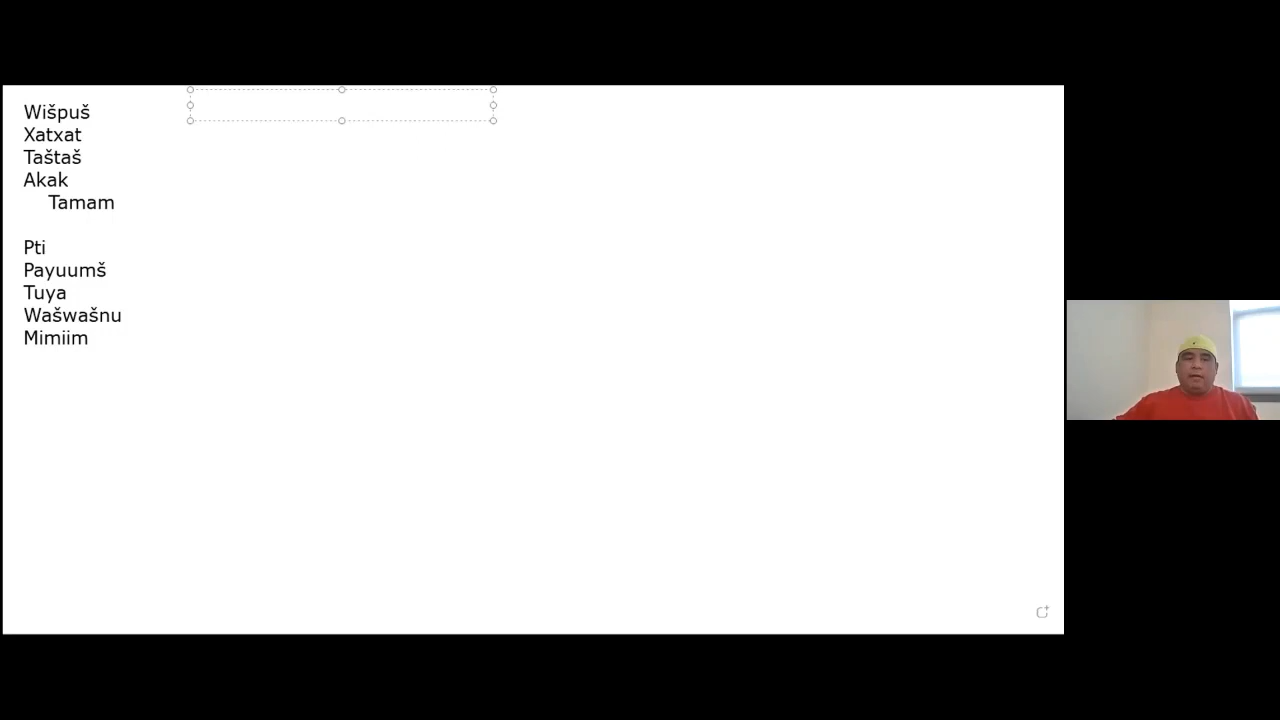 Wišpuš
Xatxat
Taštaš
Akak
Tamam
Pti
Payuumš
Tuya
Wašwašnu
Mimiim